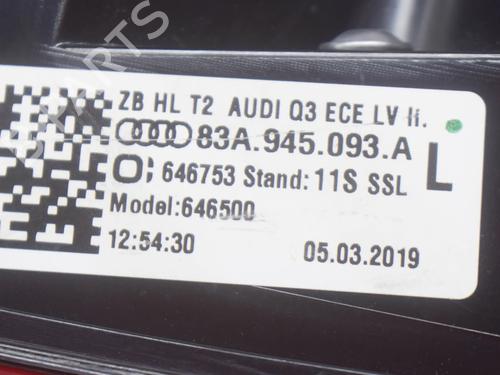 ZB HL T2 AUDI Q3 ECE LV li.
83A.945.093.A L
646753 Stand: 11S SSL
Model:646500
12:54:30 05.03.2019